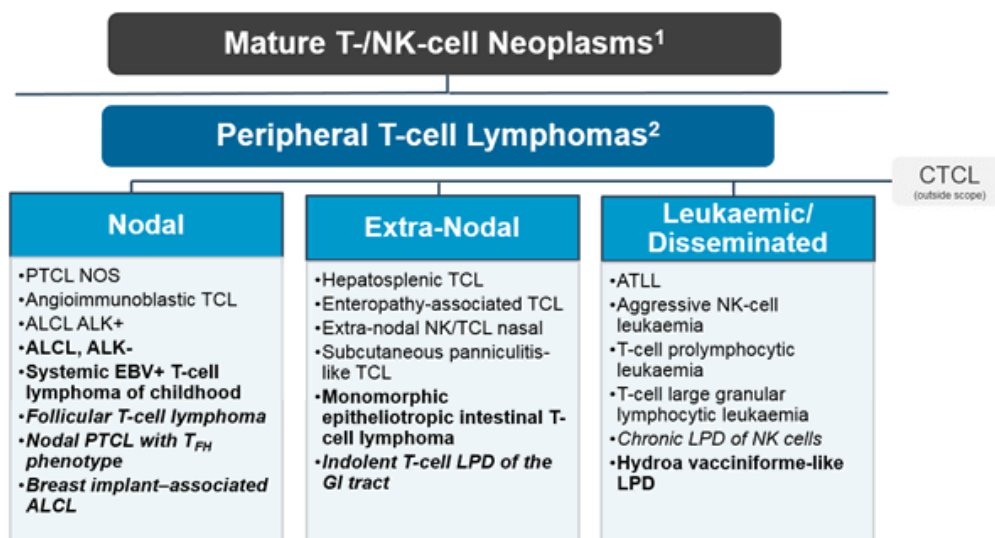 Mature T-/NK-cell Neoplasms¹
Peripheral T-cell Lymphomas²
CTCL
(outside scope)
Nodal
•PTCL NOS
•Angioimmunoblastic TCL
•ALCL ALK+
•ALCL, ALK-
•Systemic EBV+ T-cell
lymphoma of childhood
•Follicular T-cell lymphoma
•Nodal PTCL with TFH
phenotype
•Breast implant–associated
ALCL
Extra-Nodal
•Hepatosplenic TCL
•Enteropathy-associated TCL
•Extra-nodal NK/TCL nasal
•Subcutaneous panniculitis-
like TCL
•Monomorphic
epitheliotropic intestinal T-
cell lymphoma
•Indolent T-cell LPD of the
GI tract
Leukaemic/
Disseminated
•ATLL
•Aggressive NK-cell
leukaemia
•T-cell prolymphocytic
leukaemia
•T-cell large granular
lymphocytic leukaemia
•Chronic LPD of NK cells
•Hydroa vacciniforme-like
LPD